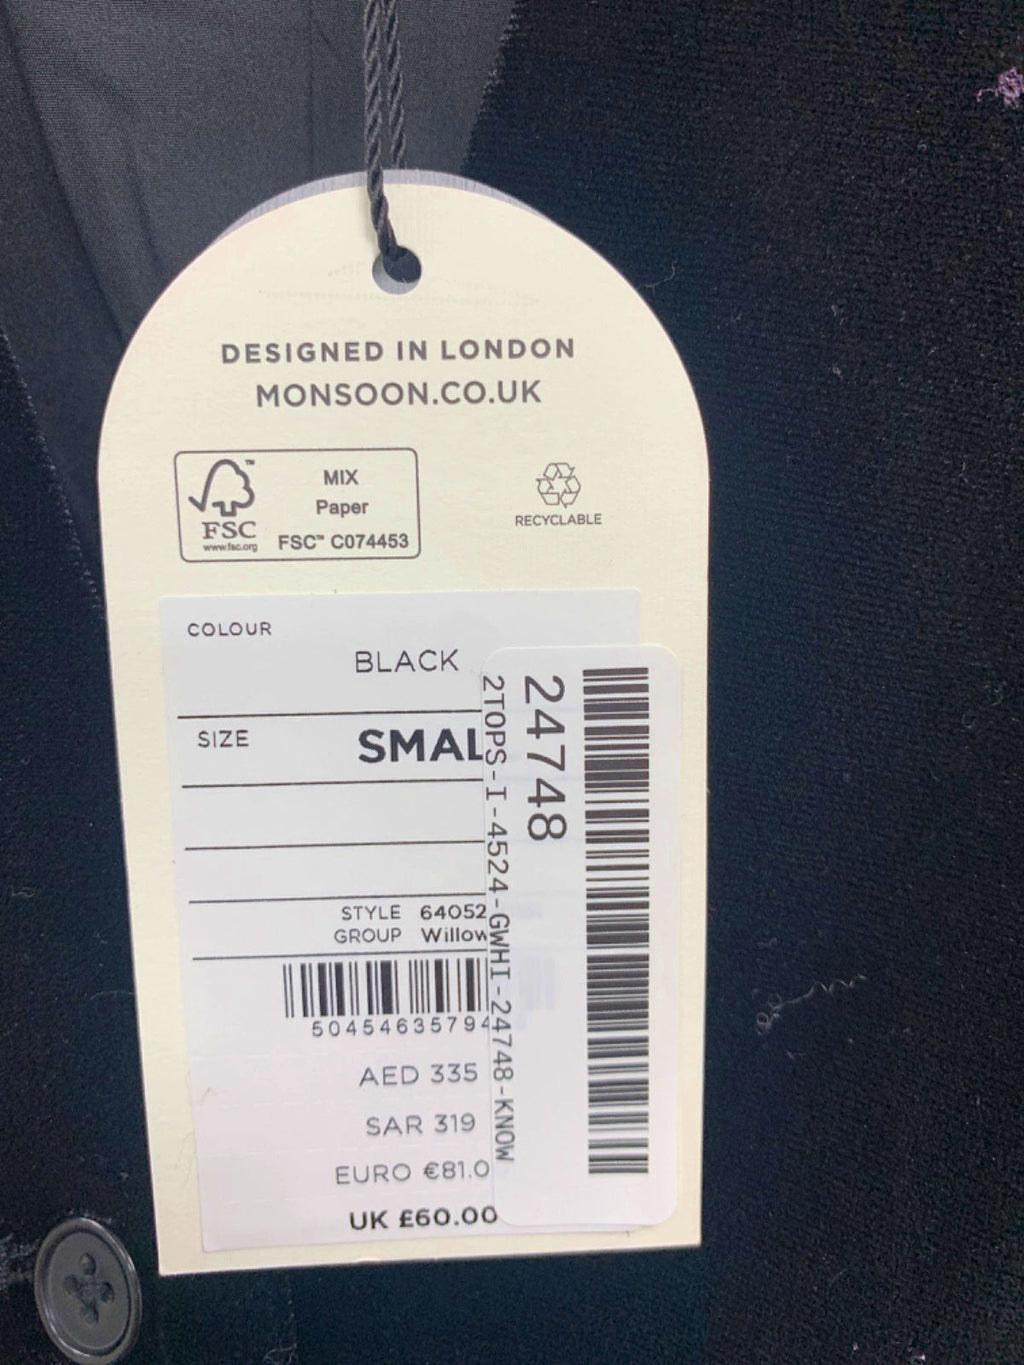 DESIGNED IN LONDON
MONSOON.CO.UK
FSC
www.fsc.org
MIX
Paper
FSC™ C074453
RECYCLABLE
COLOUR
BLACK
SIZE SMAL
STYLE 64052
GROUP Willow
50454635794
AED 335
SAR 319
EURO €81.0
UK £60.00
24748
2TOPS-I-4524-GWHI-24748-KNOW